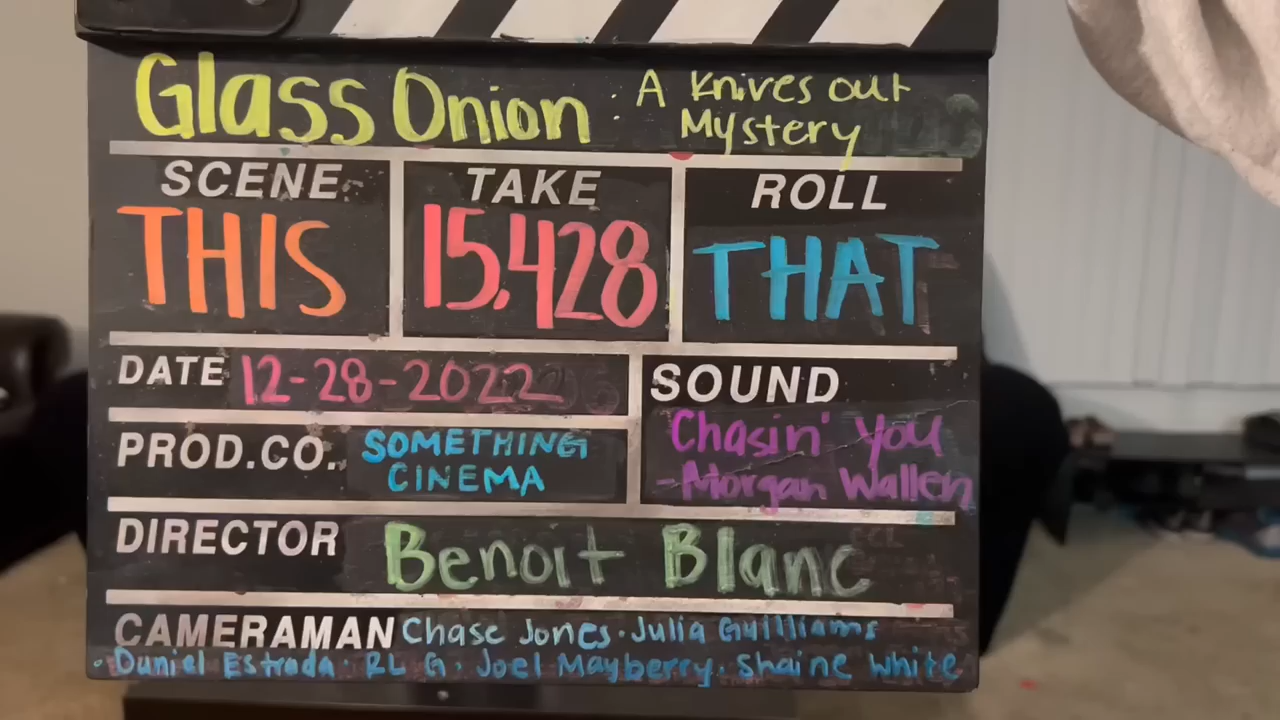 Glass Onion : A Knives out
Mystery
SCENE TAKE ROLL
THIS 15,428 THAT
DATE 12-28-2022
SOUND
Chasin' You
-Morgan Wallen
PROD.CO. SOMETHING
CINEMA
DIRECTOR Benoit Blanc
CAMERAMAN Chase Jones · Julia Guilliams
· Daniel Estrada · RL G · Joel Mayberry · Shaine White